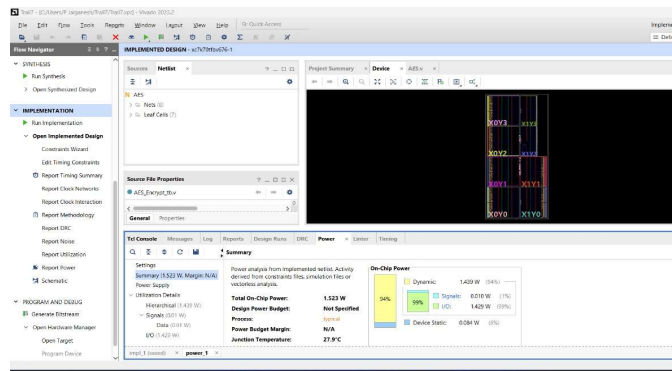 Trail7 - [C:/Users/P Jaiganesh/Trail7/Trail7.xpr] - Vivado 2023.2
File Edit Flow Tools Reports Window Layout View Help Quick Access
Impleme
Flow Navigator
IMPLEMENTED DESIGN - xc7k70tfbv676-1
SYNTHESIS
Run Synthesis
Open Synthesized Design
IMPLEMENTATION
Run Implementation
Open Implemented Design
Constraints Wizard
Edit Timing Constraints
Report Timing Summary
Report Clock Networks
Report Clock Interaction
Report Methodology
Report DRC
Report Noise
Report Utilization
Report Power
Schematic
PROGRAM AND DEBUG
Generate Bitstream
Open Hardware Manager
Open Target
Program Device
Sources Netlist
N AES
Nets (6)
Leaf Cells (7)
Source File Properties
AES_Encrypt_tb.v
General Properties
Project Summary Device AES.v
X0Y3 X1Y3
X0Y2 X1Y2
X0Y1 X1Y1
X0Y0 X1Y0
Tcl Console Messages Log Reports Design Runs DRC Power Linter Timing
Settings
Summary (1.523 W, Margin: N/A)
Power Supply
Utilization Details
Hierarchical (1.439 W)
Signals (0.01 W)
Data (0.01 W)
I/O (1.429 W)
Summary
Power analysis from Implemented netlist. Activity
derived from constraints files, simulation files or
vectorless analysis.
Total On-Chip Power: 1.523 W
Design Power Budget: Not Specified
Process: typical
Power Budget Margin: N/A
Junction Temperature: 27.9°C
On-Chip Power
94%
Dynamic: 1.439 W (94%)
99%
Signals: 0.010 W (1%)
I/O: 1.429 W (99%)
Device Static: 0.084 W (6%)
impl_1 (saved) power_1